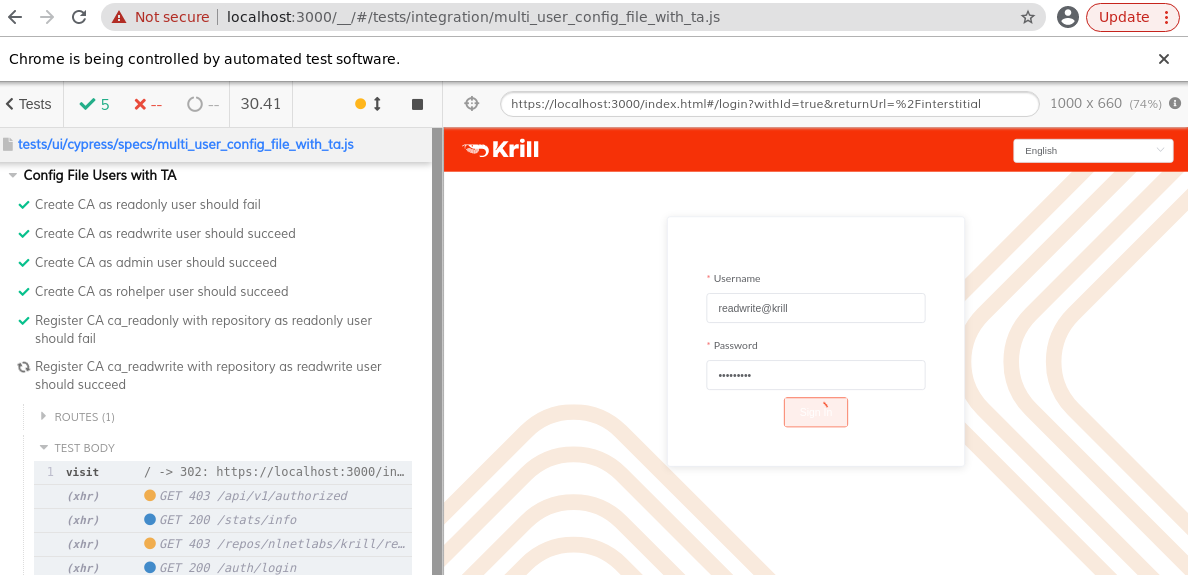 Not secure
localhost:3000/__/#/tests/integration/multi_user_config_file_with_ta.js
Update
Chrome is being controlled by automated test software.
Tests
5
--
--
30.41
https://localhost:3000/index.html#/login?withId=true&returnUrl=%2Finterstitial
1000 x 660 (74%)
tests/ui/cypress/specs/multi_user_config_file_with_ta.js
Config File Users with TA
Create CA as readonly user should fail
Create CA as readwrite user should succeed
Create CA as admin user should succeed
Create CA as rohelper user should succeed
Register CA ca_readonly with repository as readonly user
should fail
Register CA ca_readwrite with repository as readwrite user
should succeed
ROUTES (1)
TEST BODY
1 visit / -> 302: https://localhost:3000/in…
(xhr) GET 403 /api/v1/authorized
(xhr) GET 200 /stats/info
(xhr) GET 403 /repos/nlnetlabs/krill/re…
(xhr) GET 200 /auth/login
Krill
English
* Username
readwrite@krill
* Password
•••••••••
Sign In